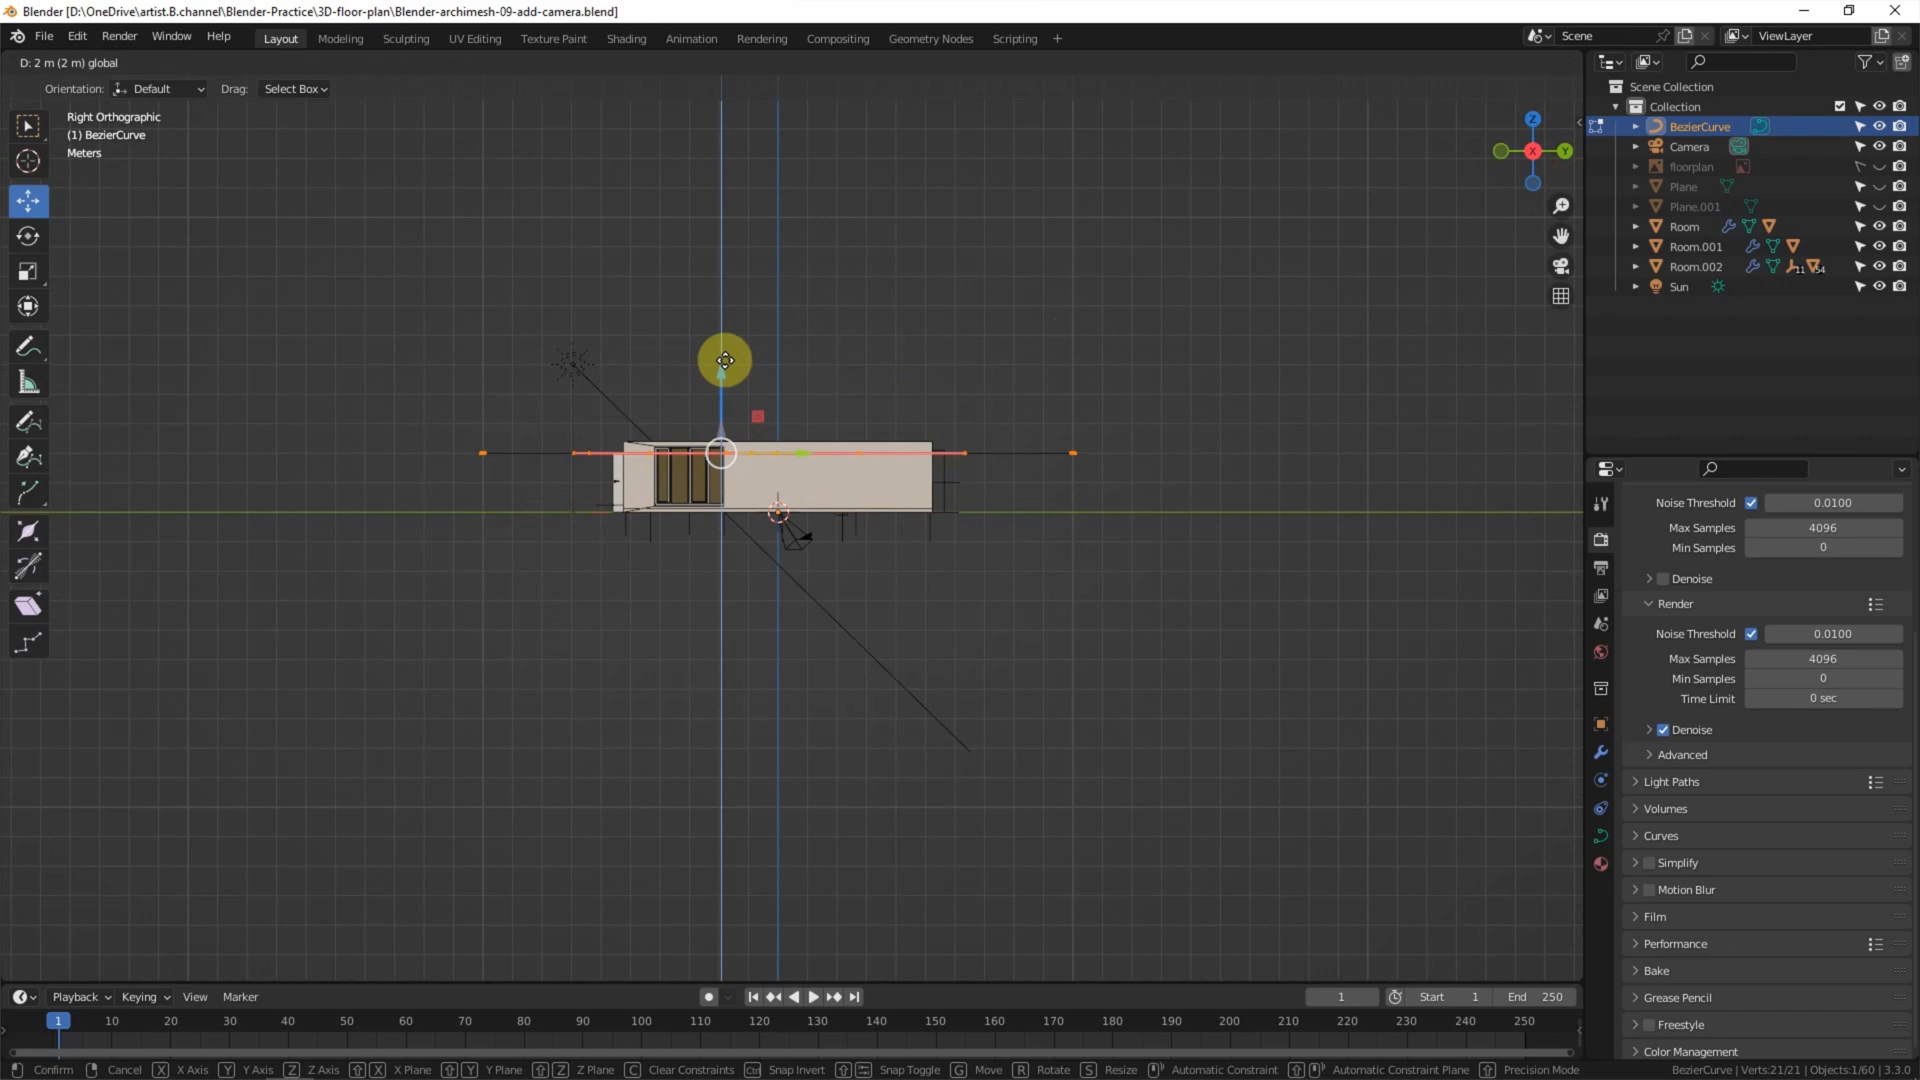 Blender [D:\OneDrive\artist.B.channel\Blender-Practice\3D-floor-plan\Blender-archimesh-09-add-camera.blend]
File Edit Render Window Help Layout Modeling Sculpting UV Editing Texture Paint Shading Animation Rendering Compositing Geometry Nodes Scripting + Scene ViewLayer
D: 2 m (2 m) global
Orientation: Default Drag: Select Box
Right Orthographic
(1) BezierCurve
Meters
Z
X Y
Scene Collection
Collection
BezierCurve
Camera
floorplan
Plane
Plane.001
Room
Room.001
Room.002 11 54
Sun
Noise Threshold 0.0100
Max Samples 4096
Min Samples 0
Denoise
Render
Noise Threshold 0.0100
Max Samples 4096
Min Samples 0
Time Limit 0 sec
Denoise
Advanced
Light Paths
Volumes
Curves
Simplify
Motion Blur
Film
Performance
Bake
Grease Pencil
Freestyle
Color Management
Playback Keying View Marker 1 Start 1 End 250
1 10 20 30 40 50 60 70 80 90 100 110 120 130 140 150 160 170 180 190 200 210 220 230 240 250
Confirm Cancel X X Axis Y Y Axis Z Z Axis X X Plane Y Y Plane Z Z Plane C Clear Constraints Ctrl Snap Invert Snap Toggle G Move R Rotate S Resize Automatic Constraint Automatic Constraint Plane Precision Mode BezierCurve | Verts:21/21 | Objects:1/60 | 3.3.0